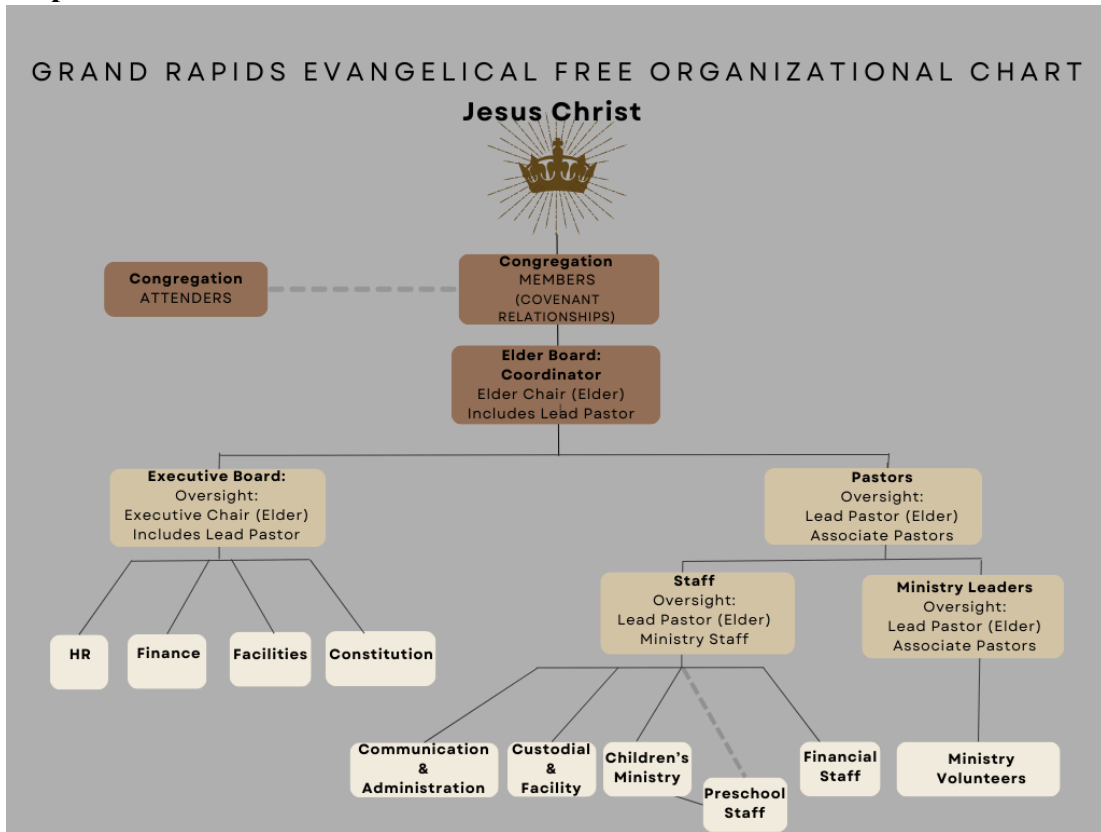 GRAND RAPIDS EVANGELICAL FREE ORGANIZATIONAL CHART
Jesus Christ
Congregation
ATTENDERS
Congregation
MEMBERS
(COVENANT
RELATIONSHIPS)
Elder Board:
Coordinator
Elder Chair (Elder)
Includes Lead Pastor
Executive Board:
Oversight:
Executive Chair (Elder)
Includes Lead Pastor
Pastors
Oversight:
Lead Pastor (Elder)
Associate Pastors
Staff
Oversight:
Lead Pastor (Elder)
Ministry Staff
Ministry Leaders
Oversight:
Lead Pastor (Elder)
Associate Pastors
HR
Finance
Facilities
Constitution
Communication
&
Administration
Custodial
&
Facility
Children's
Ministry
Preschool
Staff
Financial
Staff
Ministry
Volunteers